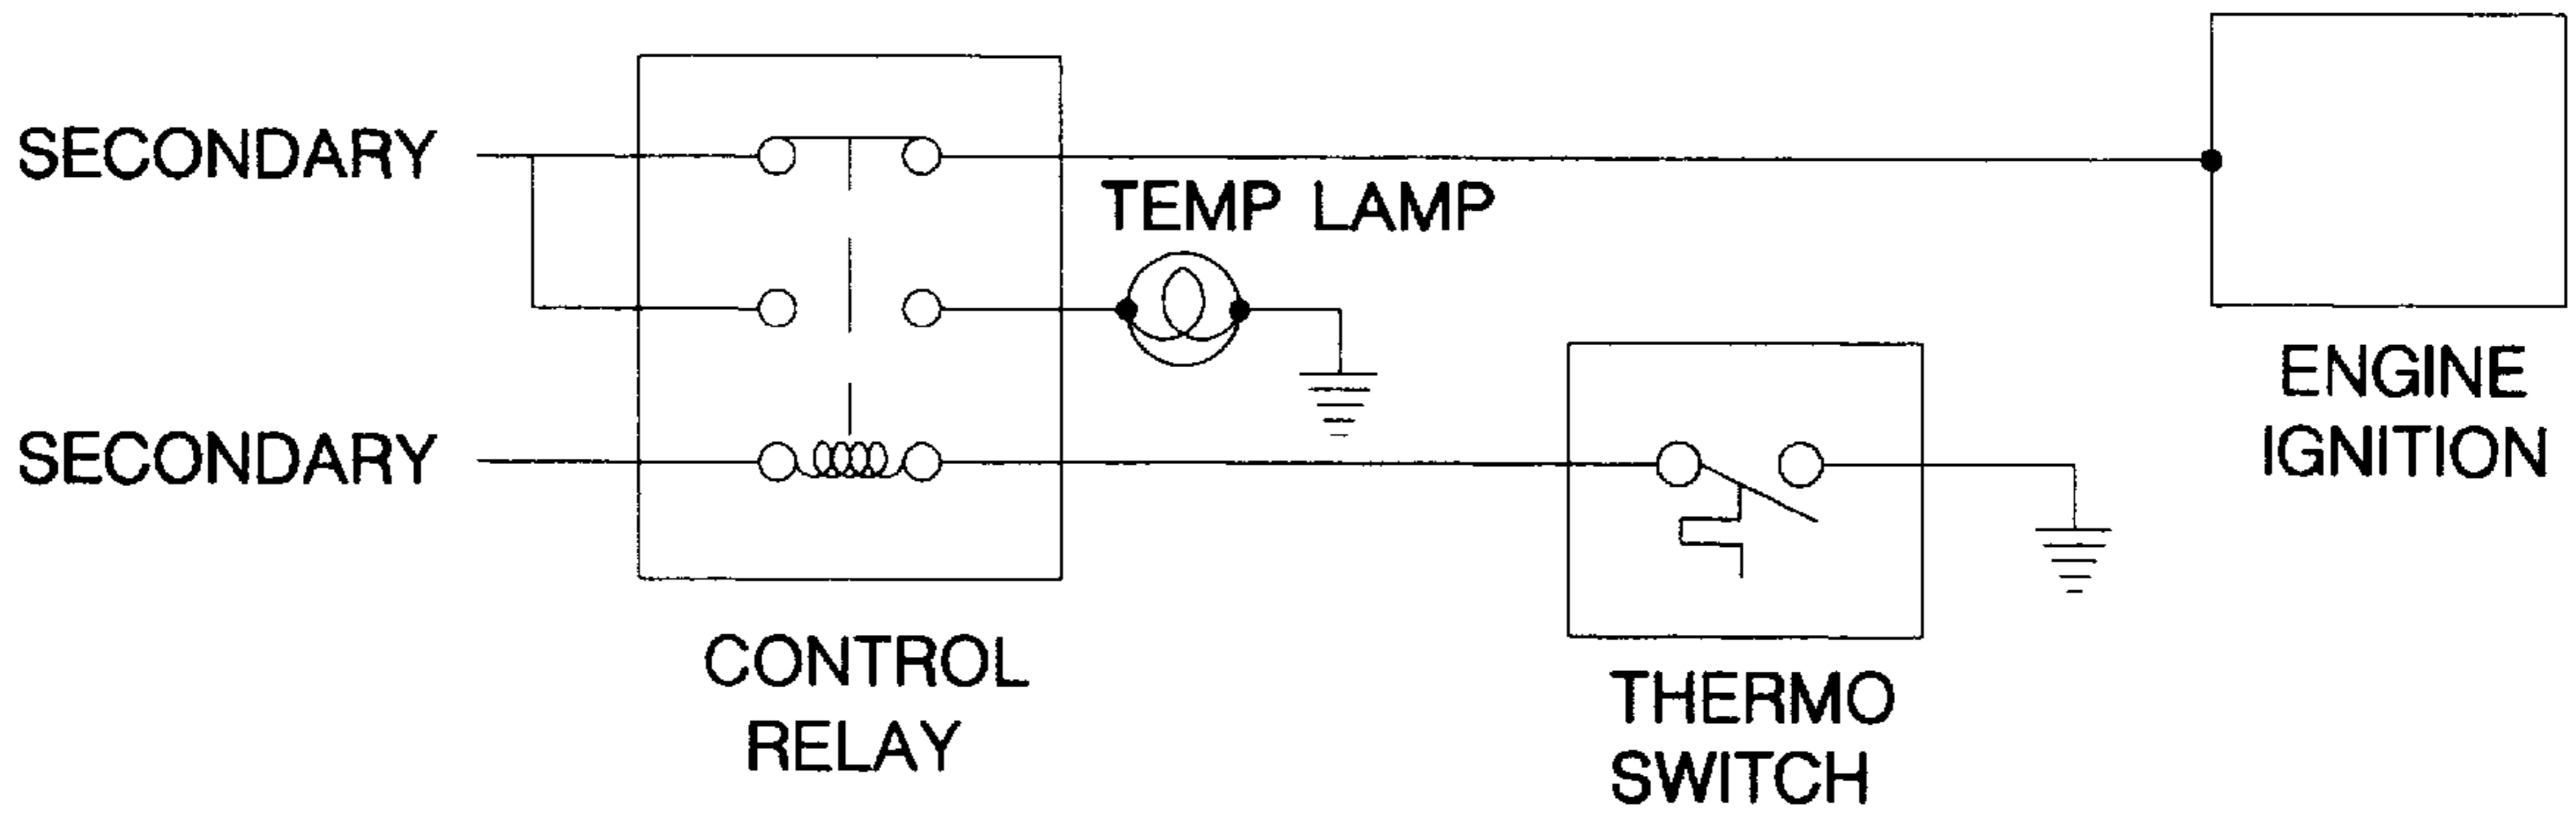 SECONDARY
TEMP LAMP
SECONDARY
ENGINE
IGNITION
CONTROL
RELAY
THERMO
SWITCH